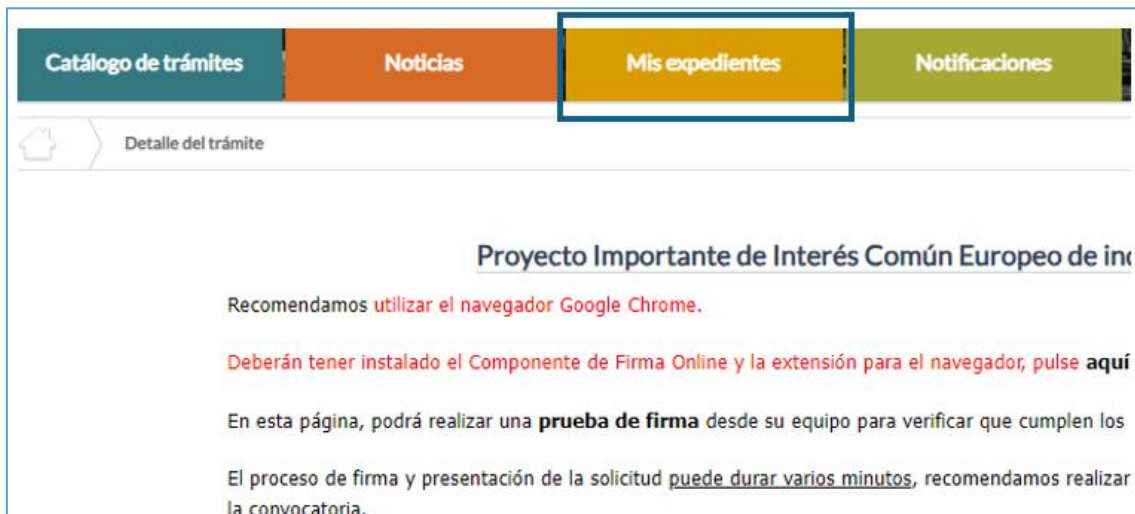 Catálogo de trámites Noticias Mis expedientes Notificaciones
Detalle del trámite
Proyecto Importante de Interés Común Europeo de
Recomendamos utilizar el navegador Google Chrome.
Deberán tener instalado el Componente de Firma Online y la extensión para el navegador, pulse aquí
En esta página, podrá realizar una prueba de firma desde su equipo para verificar que cumplen los
El proceso de firma y presentación de la solicitud puede durar varios minutos, recomendamos realizar
la convocatoria.